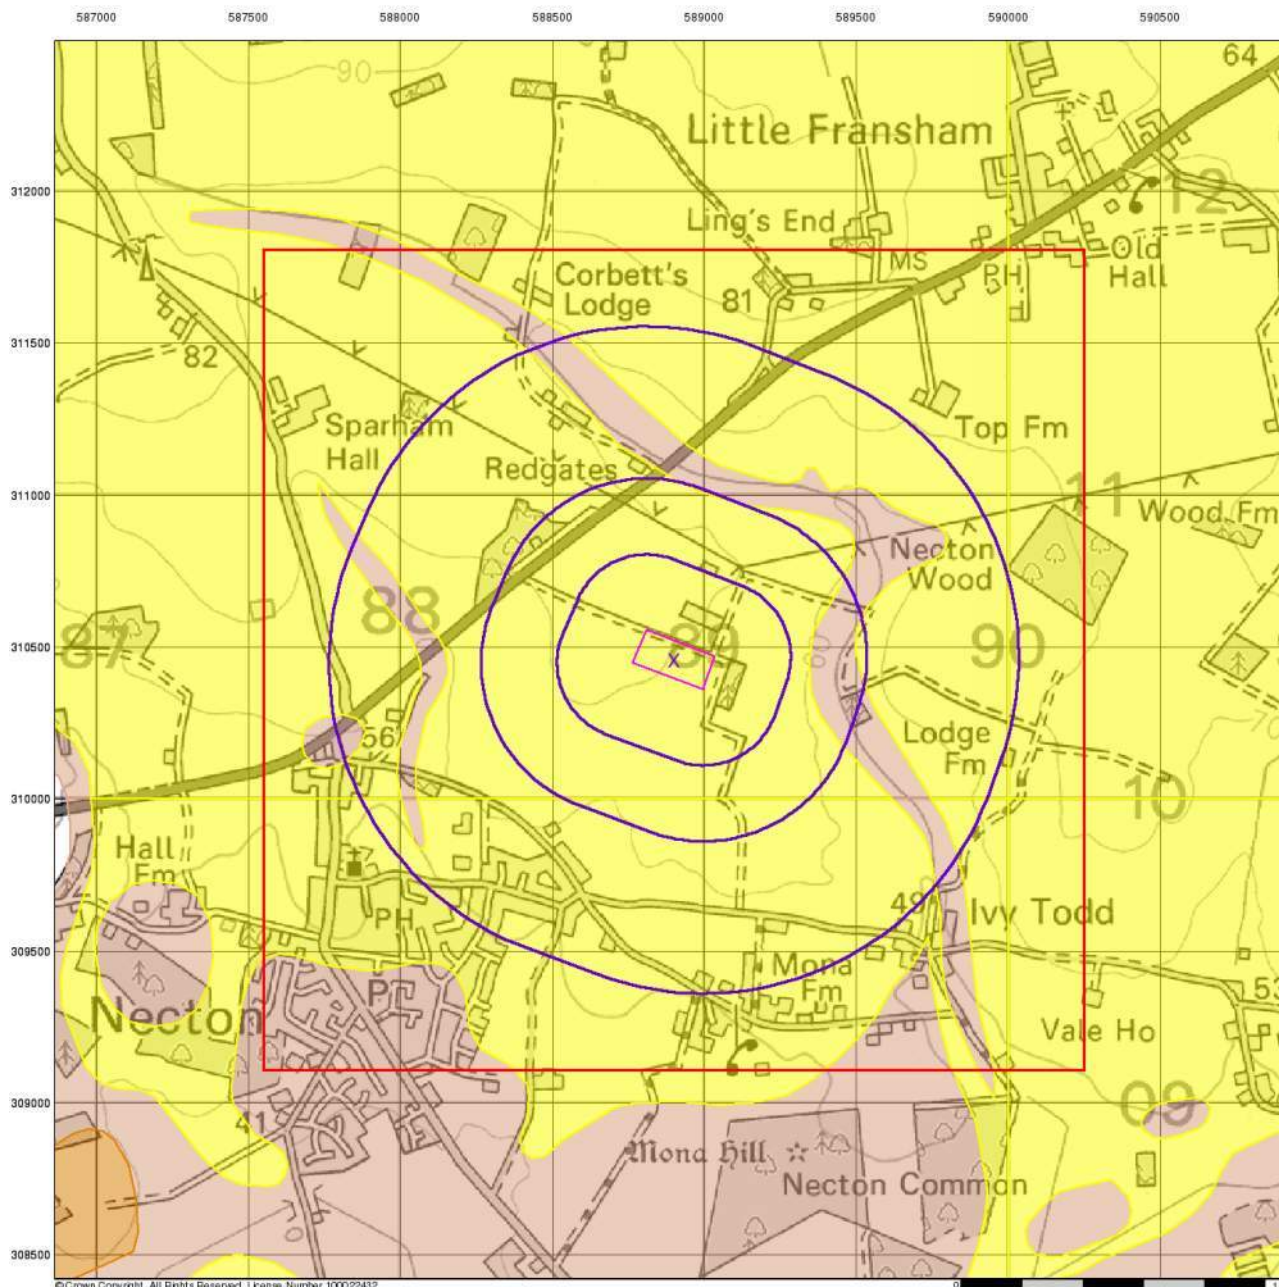 587000 587500 588000 588500 589000 589500 590000 590500
64
90
Little Fransham
312000
12
Ling's End
MS
PH
Old
Hall
Corbett's
Lodge
81
311500
82
Sparham
Hall
Top Fm
Redgates
311000
11
Wood Fm
Necton
Wood
88
87
89
90
310500
X
60
56
Lodge
Fm
310000
10
Hall
Fm
PH
49
Ivy Todd
309500
Mona
Fm
P
Necton
53
Vale Ho
309000
09
41
Mona Hill
Necton Common
308500
©Crown Copyright. All Rights Reserved. License Number 100022432
0